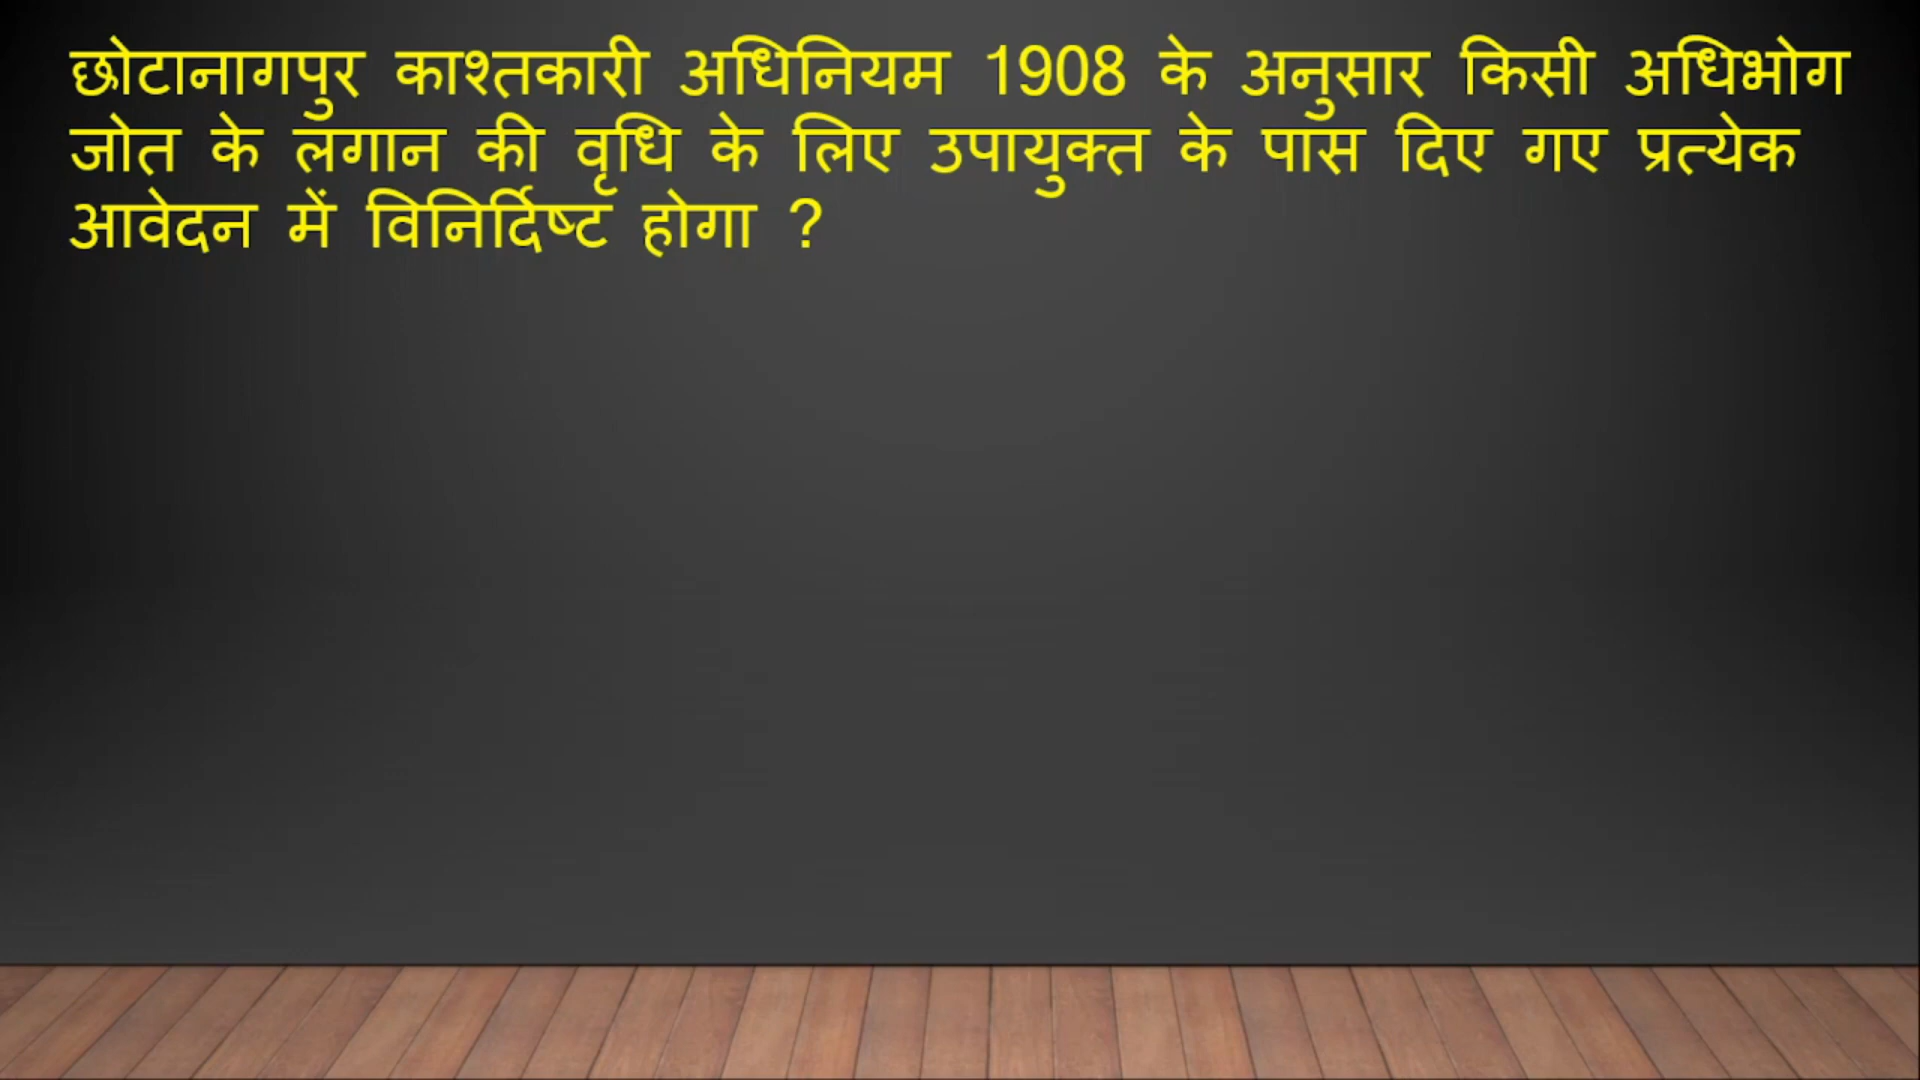 छोटानागपुर काश्तकारी अधिनियम 1908 के अनुसार किसी अधिभोग
जोत के लगान की वृधि के लिए उपायुक्त के पास दिए गए प्रत्येक
आवेदन में विनिर्दिष्ट होगा ?